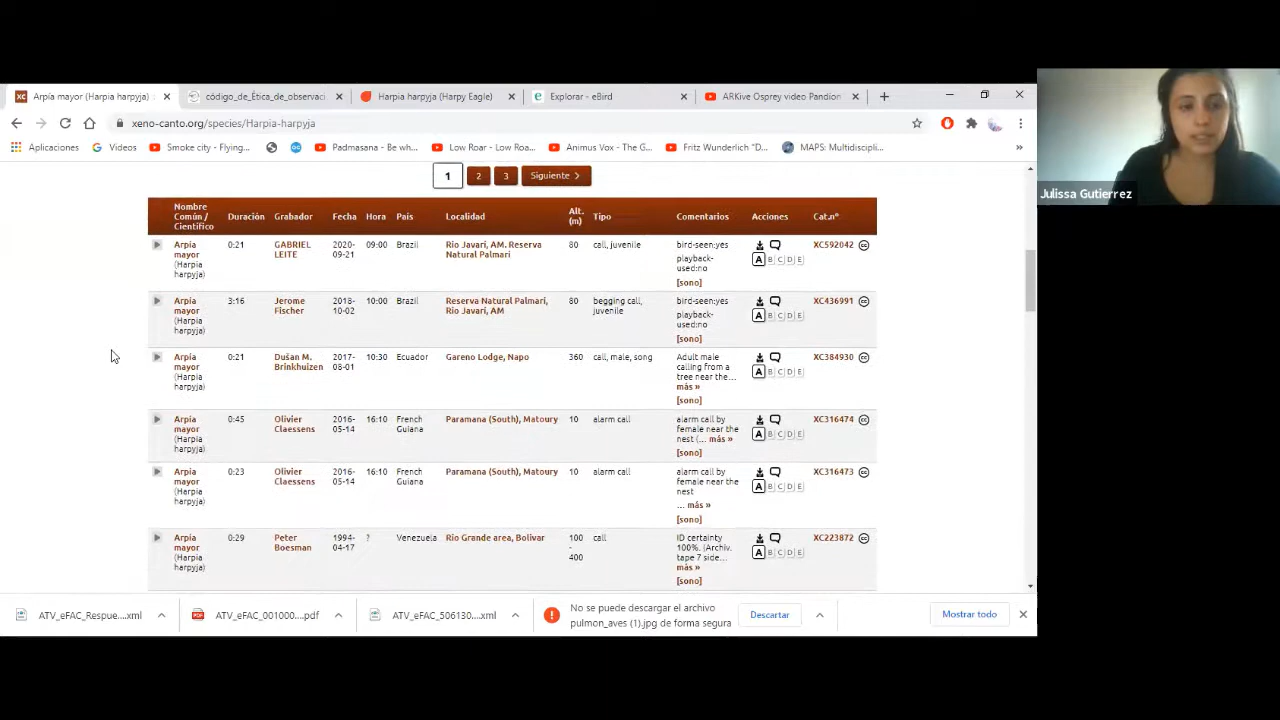 Arpía mayor (Harpia harpyja)
código_de_Ética_de_observaci
Harpia harpyja (Harpy Eagle)
Explorar - eBird
ARKive Osprey video Pandion
xeno-canto.org/species/Harpia-harpyja
Aplicaciones
Videos
Smoke city - Flying...
Padmasana - Be wh...
Low Roar - Low Roa...
Animus Vox - The G...
Fritz Wunderlich "D...
MAPS: Multidiscipli...
»
Julissa Gutierrez
1 2 3 Siguiente >
Nombre Común / Científico
Duración
Grabador
Fecha
Hora
País
Localidad
Alt. (m)
Tipo
Comentarios
Acciones
Cat.nº
Arpía mayor (Harpia harpyja)
0:21
GABRIEL LEITE
2020-09-21
09:00
Brazil
Rio Javari, AM. Reserva Natural Palmari
80
call, juvenile
bird-seen:yes
playback-used:no
[sono]
A B C D E
XC592042
Arpía mayor (Harpia harpyja)
3:16
Jerome Fischer
2018-10-02
10:00
Brazil
Reserva Natural Palmari, Rio Javari, AM
80
begging call, juvenile
bird-seen:yes
playback-used:no
[sono]
A B C D E
XC436991
Arpía mayor (Harpia harpyja)
0:21
Dušan M. Brinkhuizen
2017-08-01
10:30
Ecuador
Gareno Lodge, Napo
360
call, male, song
Adult male calling from a tree near the... más »
[sono]
A B C D E
XC384930
Arpía mayor (Harpia harpyja)
0:45
Olivier Claessens
2016-05-14
16:10
French Guiana
Paramana (South), Matoury
10
alarm call
alarm call by female near the nest (... más »
[sono]
A B C D E
XC316474
Arpía mayor (Harpia harpyja)
0:23
Olivier Claessens
2016-05-14
16:10
French Guiana
Paramana (South), Matoury
10
alarm call
alarm call by female near the nest
... más »
[sono]
A B C D E
XC316473
Arpía mayor (Harpia harpyja)
0:29
Peter Boesman
1994-04-17
?
Venezuela
Rio Grande area, Bolívar
100 - 400
call
ID certainty 100%. (Archiv. tape 7 side... más »
[sono]
A B C D E
XC223872
ATV_eFAC_Respue....xml
ATV_eFAC_001000....pdf
ATV_eFAC_506130....xml
No se puede descargar el archivo
pulmon_aves (1).jpg de forma segura
Descartar
Mostrar todo